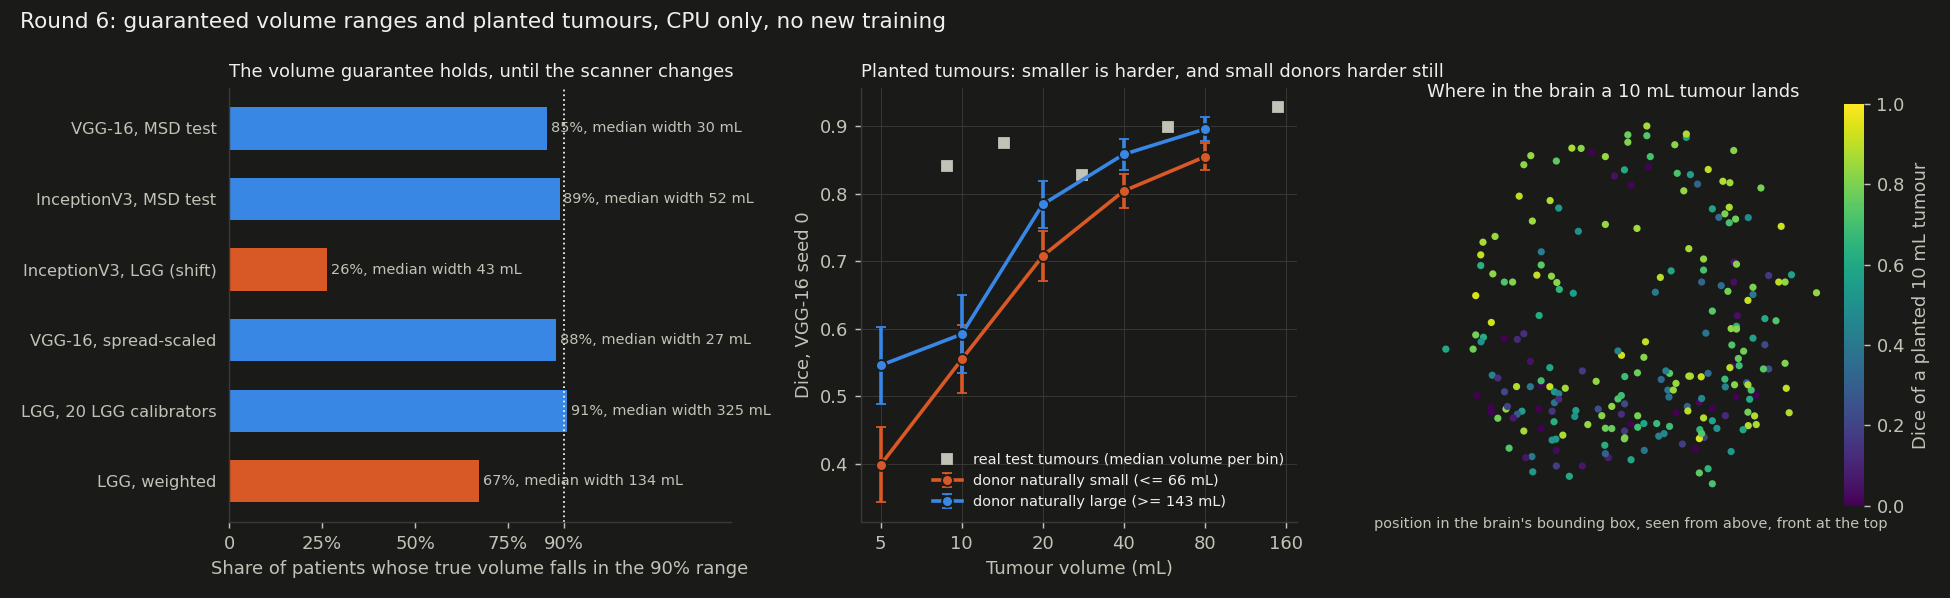 Round 6: guaranteed volume ranges and planted tumours, CPU only, no new training
The volume guarantee holds, until the scanner changes
VGG-16, MSD test
85%, median width 30 mL
InceptionV3, MSD test
89%, median width 52 mL
InceptionV3, LGG (shift)
26%, median width 43 mL
VGG-16, spread-scaled
88%, median width 27 mL
LGG, 20 LGG calibrators
91%, median width 325 mL
LGG, weighted
67%, median width 134 mL
0
25%
50%
75%
90%
Share of patients whose true volume falls in the 90% range
Planted tumours: smaller is harder, and small donors harder still
Dice, VGG-16 seed 0
0.9
0.8
0.7
0.6
0.5
0.4
real test tumours (median volume per bin)
donor naturally small (<= 66 mL)
donor naturally large (>= 143 mL)
5
10
20
40
80
160
Tumour volume (mL)
Where in the brain a 10 mL tumour lands
position in the brain's bounding box, seen from above, front at the top
1.0
0.8
0.6
0.4
0.2
0.0
Dice of a planted 10 mL tumour